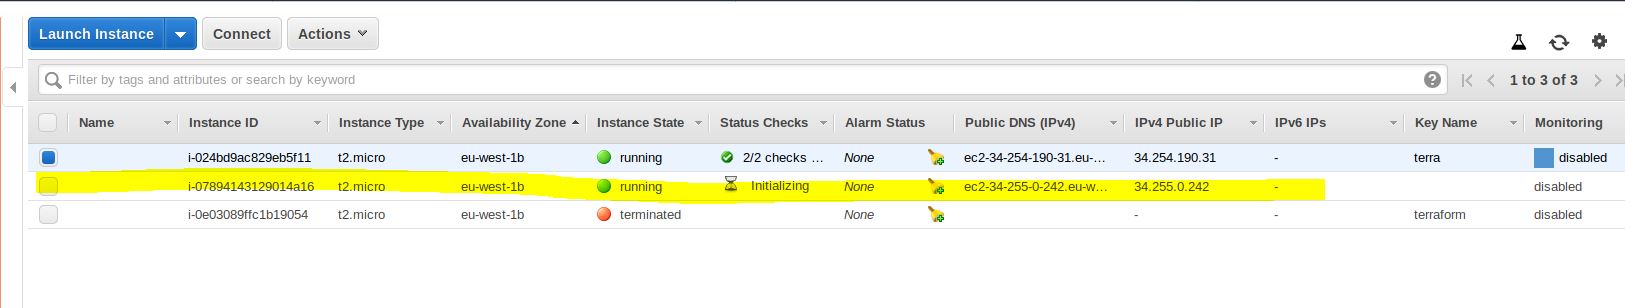 Launch Instance Connect Actions
Filter by tags and attributes or search by keyword 1 to 3 of 3
Name Instance ID Instance Type Availability Zone Instance State Status Checks Alarm Status Public DNS (IPv4) IPv4 Public IP IPv6 IPs Key Name Monitoring
i-024bd9ac829eb5f11 t2.micro eu-west-1b running 2/2 checks ... None ec2-34-254-190-31.eu-... 34.254.190.31 - terra disabled
i-07894143129014a16 t2.micro eu-west-1b running Initializing None ec2-34-255-0-242.eu-w... 34.255.0.242 - disabled
i-0e03089ffc1b19054 t2.micro eu-west-1b terminated None - - terraform disabled